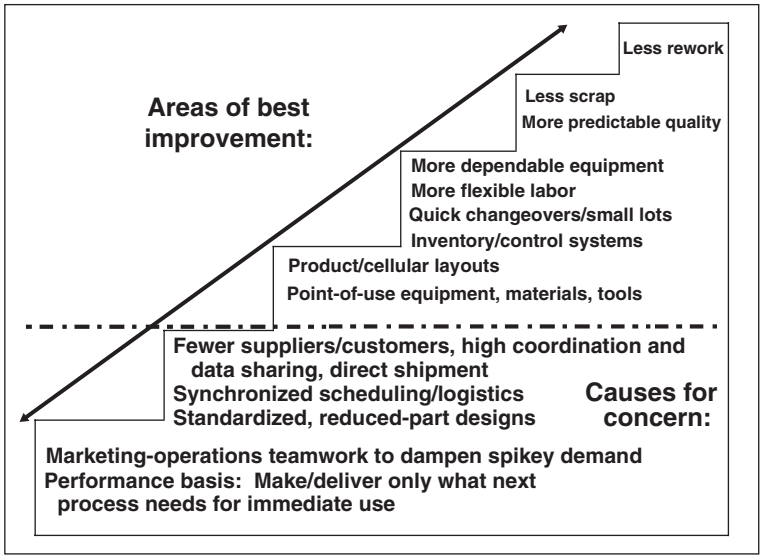 Less rework
Areas of best
improvement:
Less scrap
More predictable quality
More dependable equipment
More flexible labor
Quick changeovers/small lots
Inventory/control systems
Product/cellular layouts
Point-of-use equipment, materials, tools
Fewer suppliers/customers, high coordination and
data sharing, direct shipment
Synchronized scheduling/logistics
Standardized, reduced-part designs
Causes for
concern:
Marketing-operations teamwork to dampen spikey demand
Performance basis: Make/deliver only what next
process needs for immediate use